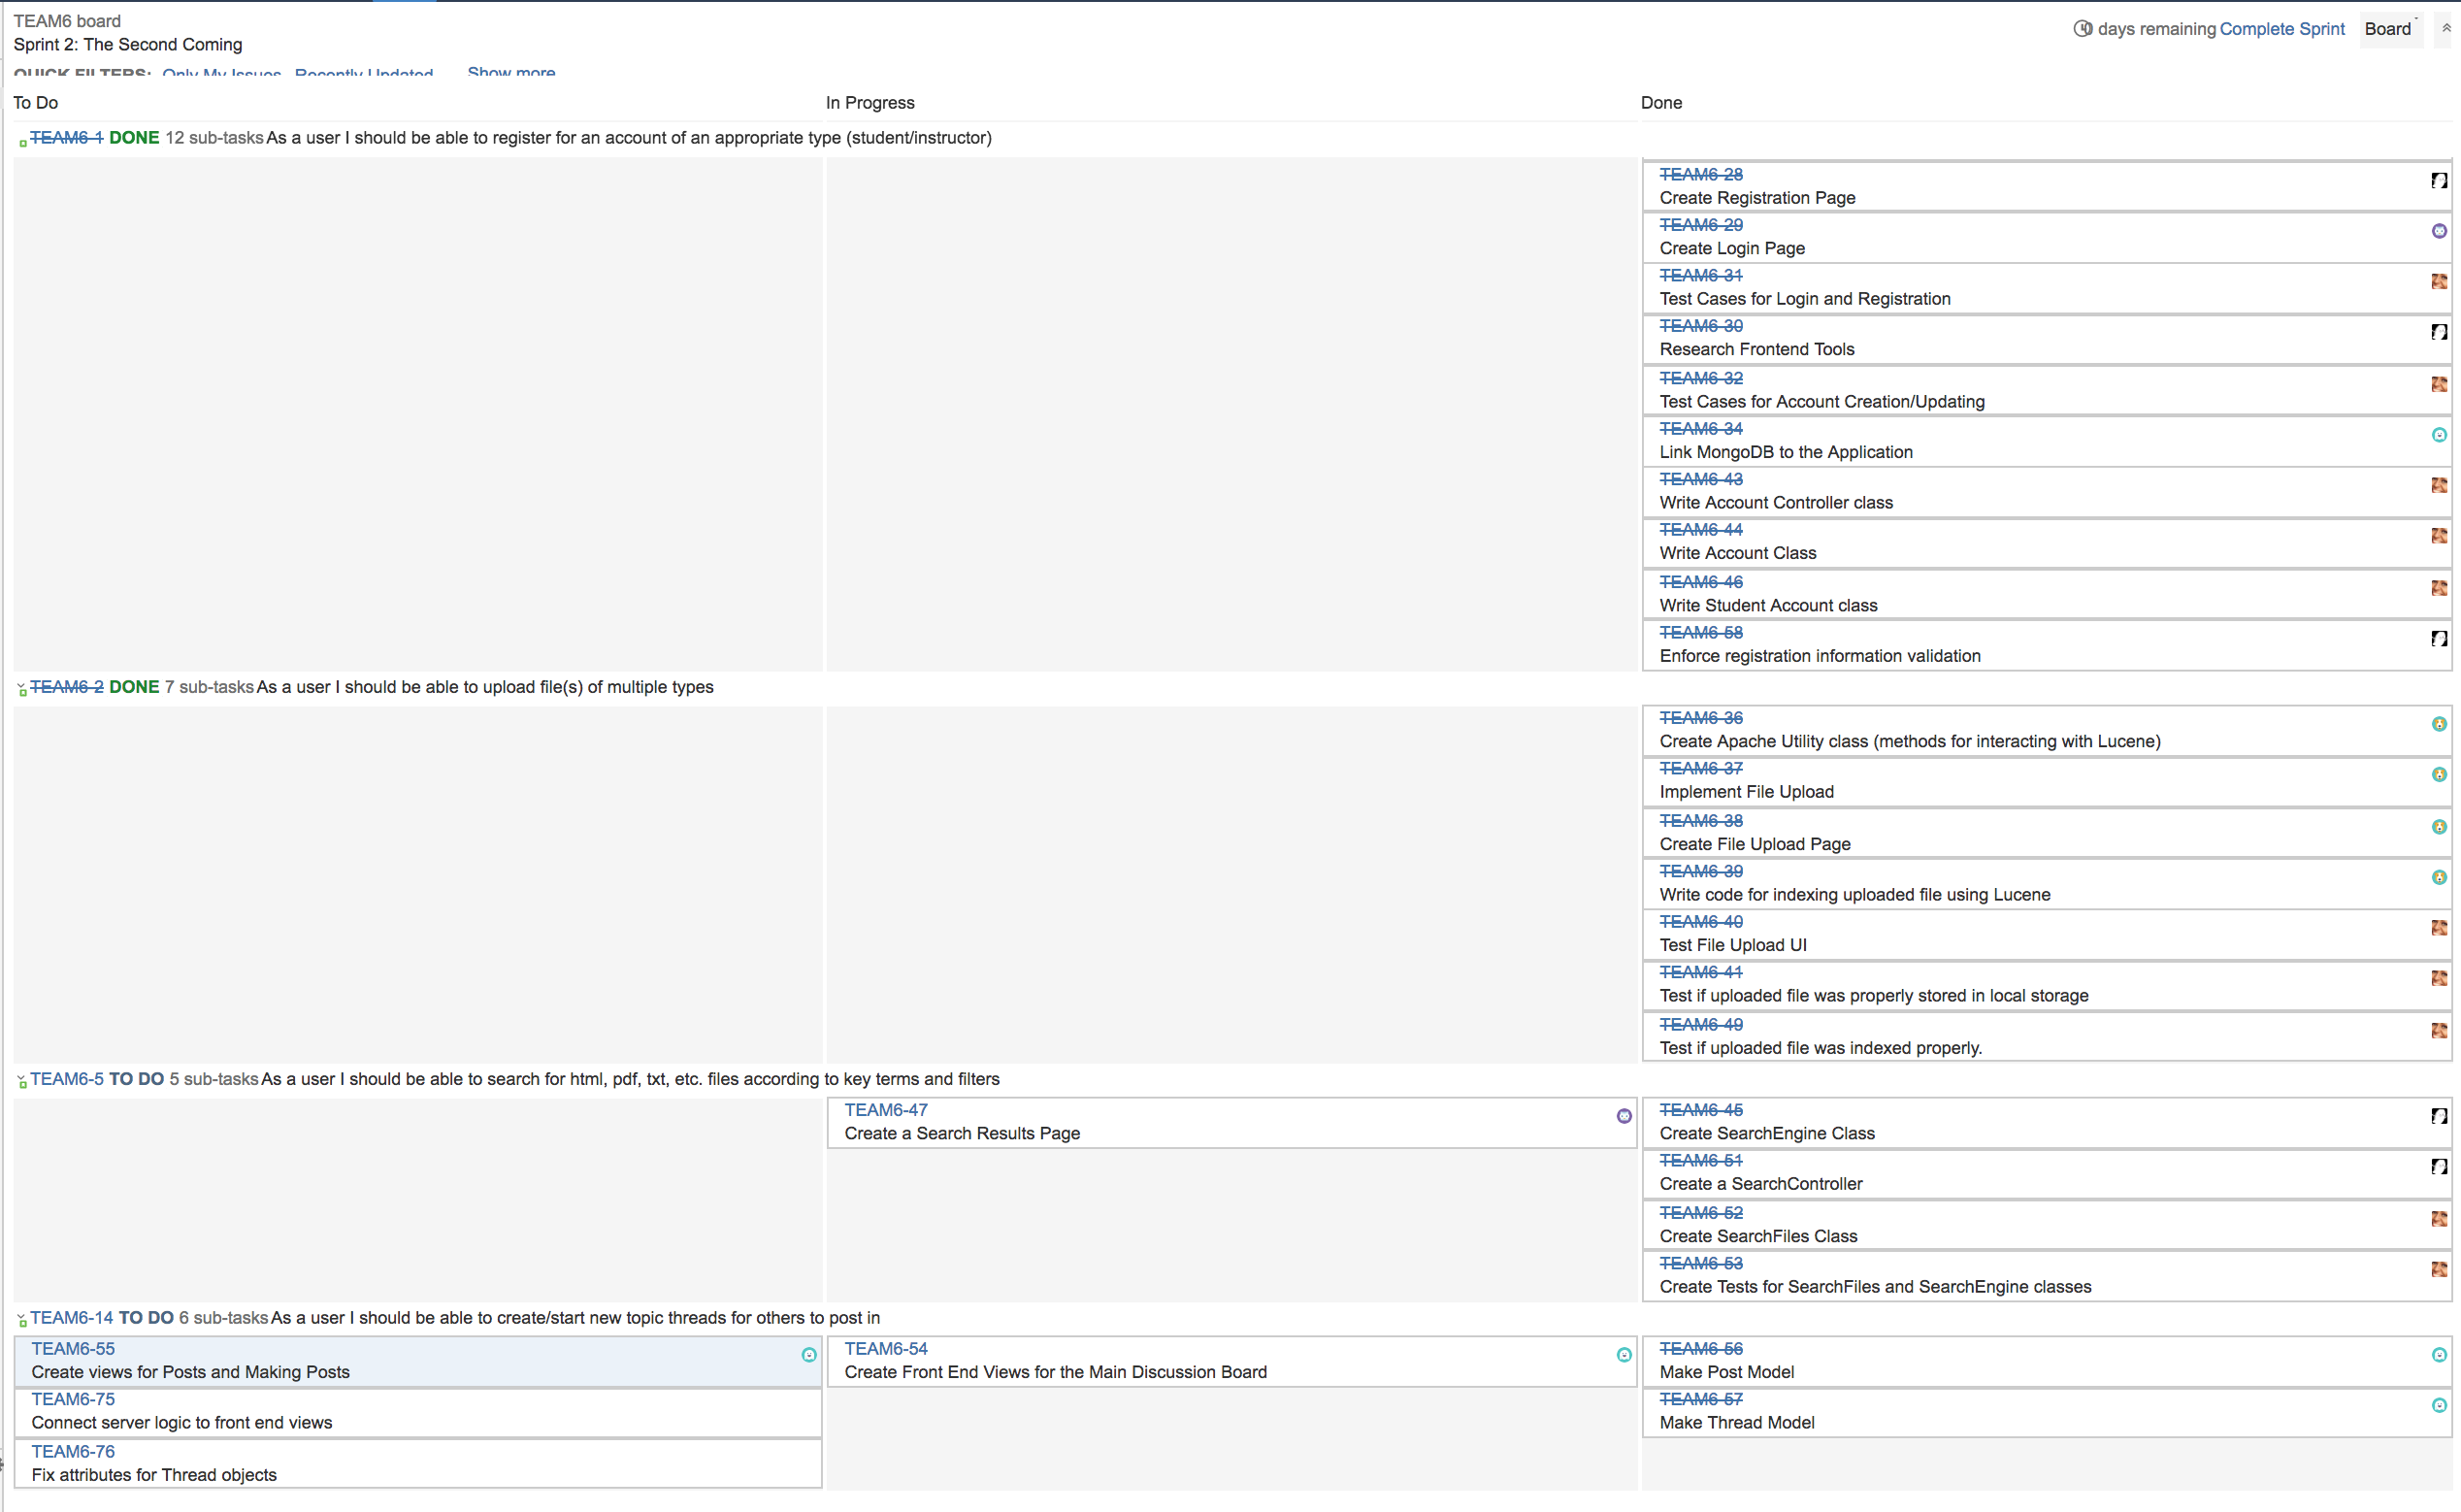 TEAM6 board
Sprint 2: The Second Coming
days remaining Complete Sprint Board
QUICK FILTERS: Only My Issues Recently Updated Show more
To Do In Progress Done
TEAM6-1 DONE 12 sub-tasks As a user I should be able to register for an account of an appropriate type (student/instructor)
TEAM6-28
Create Registration Page
TEAM6-29
Create Login Page
TEAM6-31
Test Cases for Login and Registration
TEAM6-30
Research Frontend Tools
TEAM6-32
Test Cases for Account Creation/Updating
TEAM6-34
Link MongoDB to the Application
TEAM6-43
Write Account Controller class
TEAM6-44
Write Account Class
TEAM6-46
Write Student Account class
TEAM6-58
Enforce registration information validation
TEAM6-2 DONE 7 sub-tasks As a user I should be able to upload file(s) of multiple types
TEAM6-36
Create Apache Utility class (methods for interacting with Lucene)
TEAM6-37
Implement File Upload
TEAM6-38
Create File Upload Page
TEAM6-39
Write code for indexing uploaded file using Lucene
TEAM6-40
Test File Upload UI
TEAM6-41
Test if uploaded file was properly stored in local storage
TEAM6-49
Test if uploaded file was indexed properly.
TEAM6-5 TO DO 5 sub-tasks As a user I should be able to search for html, pdf, txt, etc. files according to key terms and filters
TEAM6-47
Create a Search Results Page
TEAM6-45
Create SearchEngine Class
TEAM6-51
Create a SearchController
TEAM6-52
Create SearchFiles Class
TEAM6-53
Create Tests for SearchFiles and SearchEngine classes
TEAM6-14 TO DO 6 sub-tasks As a user I should be able to create/start new topic threads for others to post in
TEAM6-55
Create views for Posts and Making Posts
TEAM6-75
Connect server logic to front end views
TEAM6-76
Fix attributes for Thread objects
TEAM6-54
Create Front End Views for the Main Discussion Board
TEAM6-56
Make Post Model
TEAM6-57
Make Thread Model